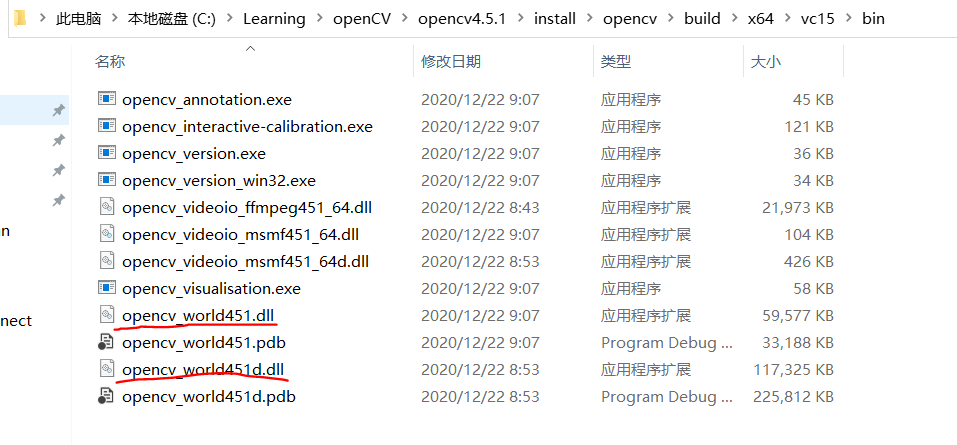 此电脑 > 本地磁盘 (C:) > Learning > openCV > opencv4.5.1 > install > opencv > build > x64 > vc15 > bin
名称 修改日期 类型 大小
opencv_annotation.exe 2020/12/22 9:07 应用程序 45 KB
opencv_interactive-calibration.exe 2020/12/22 9:07 应用程序 121 KB
opencv_version.exe 2020/12/22 9:07 应用程序 36 KB
opencv_version_win32.exe 2020/12/22 9:07 应用程序 34 KB
opencv_videoio_ffmpeg451_64.dll 2020/12/22 8:43 应用程序扩展 21,973 KB
n
opencv_videoio_msmf451_64.dll 2020/12/22 9:07 应用程序扩展 104 KB
opencv_videoio_msmf451_64d.dll 2020/12/22 8:53 应用程序扩展 426 KB
opencv_visualisation.exe 2020/12/22 9:07 应用程序 58 KB
opencv_world451.dll 2020/12/22 9:07 应用程序扩展 59,577 KB
nect
opencv_world451.pdb 2020/12/22 9:07 Program Debug ... 33,188 KB
opencv_world451d.dll 2020/12/22 8:53 应用程序扩展 117,325 KB
opencv_world451d.pdb 2020/12/22 8:53 Program Debug ... 225,812 KB